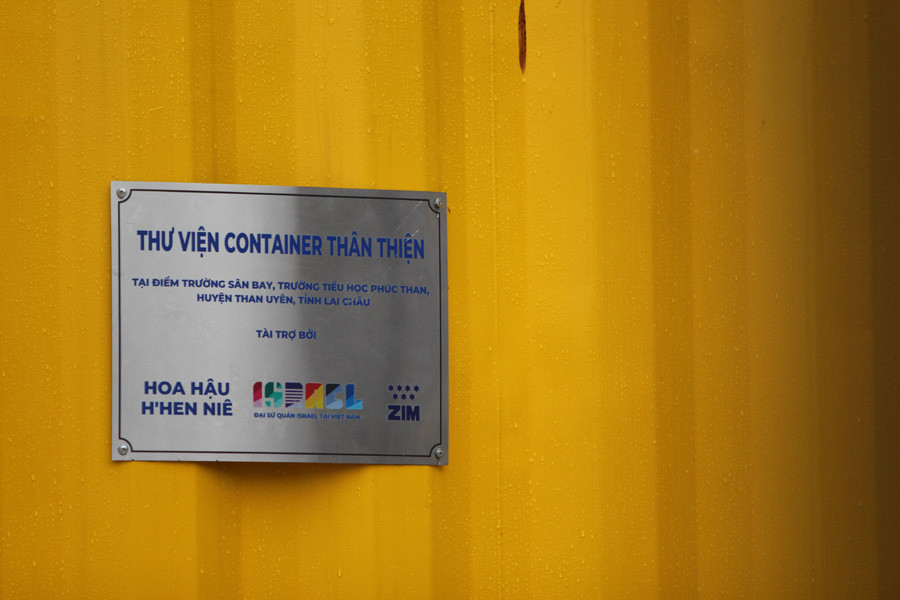 THƯ VIỆN CONTAINER THÂN THIỆN
TẠI ĐIỂM TRƯỜNG SÂN BAY, TRƯỜNG TIỂU HỌC PHÚC THAN,
HUYỆN THAN UYÊN, TỈNH LAI CHÂU
TÀI TRỢ BỞI
HOA HẬU
H'HEN NIÊ
ISRAEL
ĐẠI SỨ QUÁN ISRAEL TẠI VIỆT NAM
ZIM